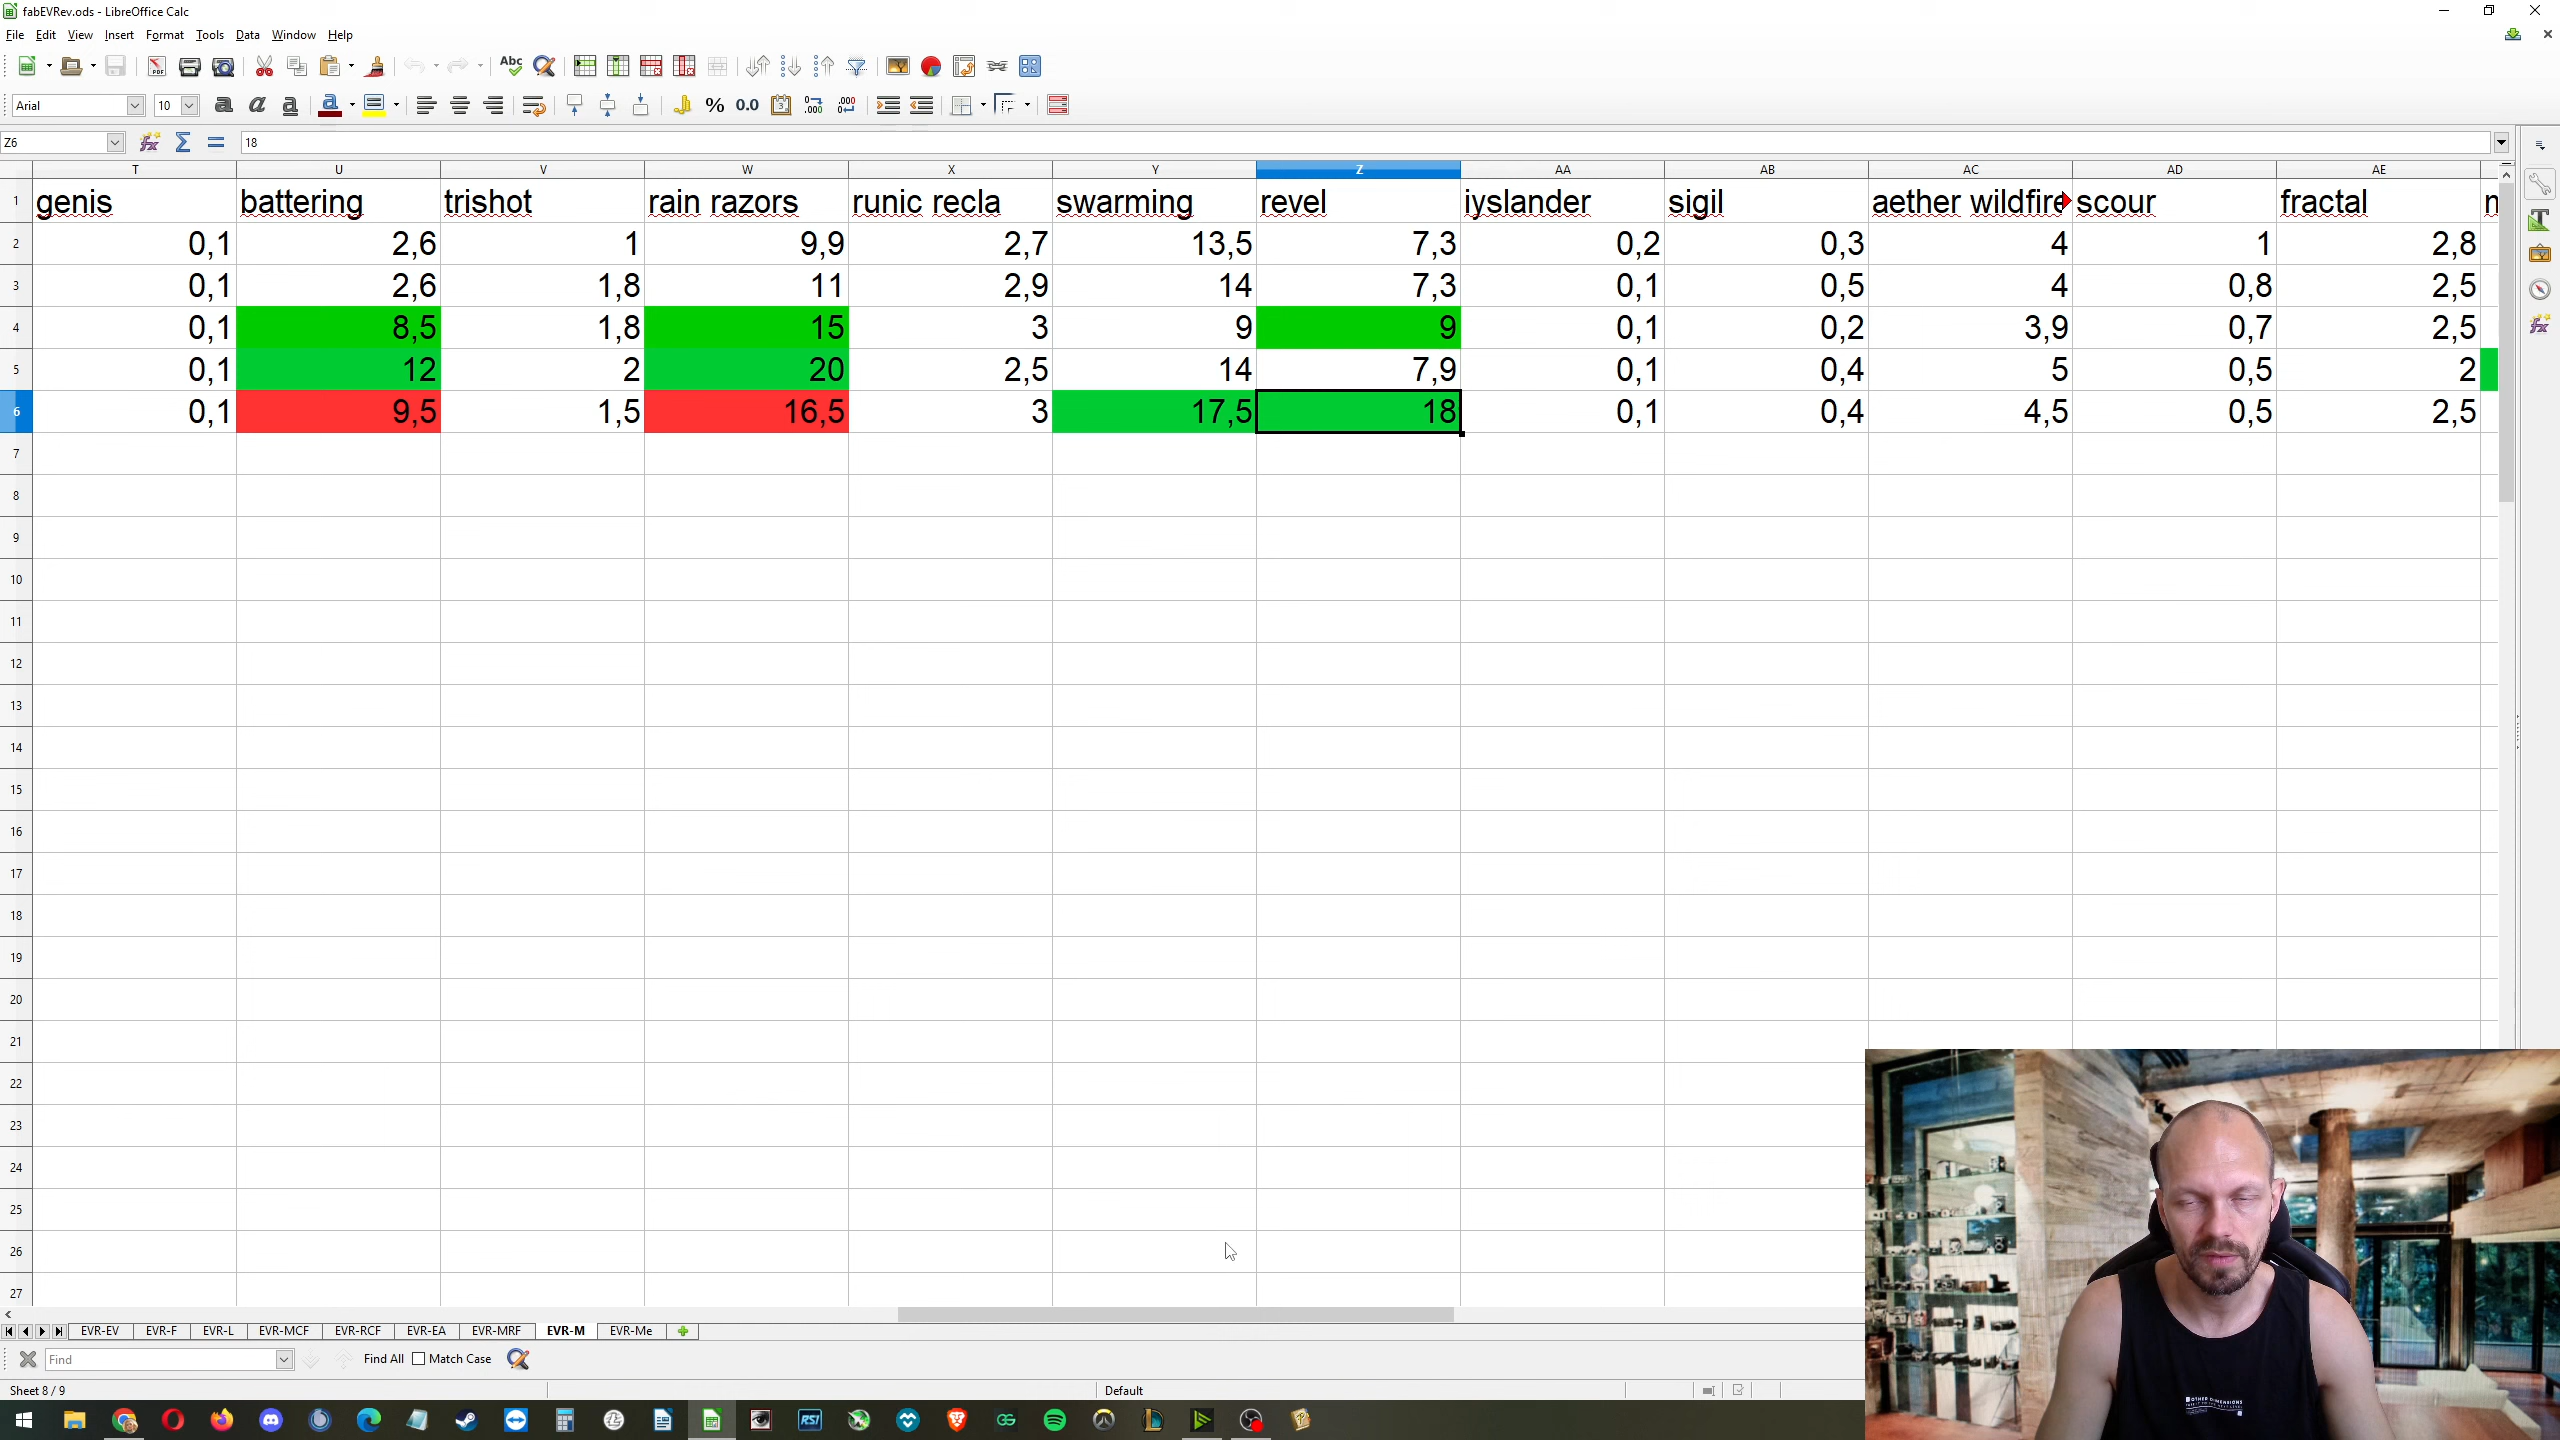 fabEVRev.ods - LibreOffice Calc
File Edit View Insert Format Tools Data Window Help
Arial 10
Z6 18
T U V W X Y Z AA AB AC AD AE
1 genis battering trishot rain razors runic recla swarming revel iyslander sigil aether wildfire scour fractal
2 0,1 2,6 1 9,9 2,7 13,5 7,3 0,2 0,3 4 1 2,8
3 0,1 2,6 1,8 11 2,9 14 7,3 0,1 0,5 4 0,8 2,5
4 0,1 8,5 1,8 15 3 9 9 0,1 0,2 3,9 0,7 2,5
5 0,1 12 2 20 2,5 14 7,9 0,1 0,4 5 0,5 2
6 0,1 9,5 1,5 16,5 3 17,5 18 0,1 0,4 4,5 0,5 2,5
7
8
9
10
11
12
13
14
15
16
17
18
19
20
21
22
23
24
25
26
27
EVR-EV EVR-F EVR-L EVR-MCF EVR-RCF EVR-EA EVR-MRF EVR-M EVR-Me
Find Find All Match Case
Sheet 8 / 9 Default